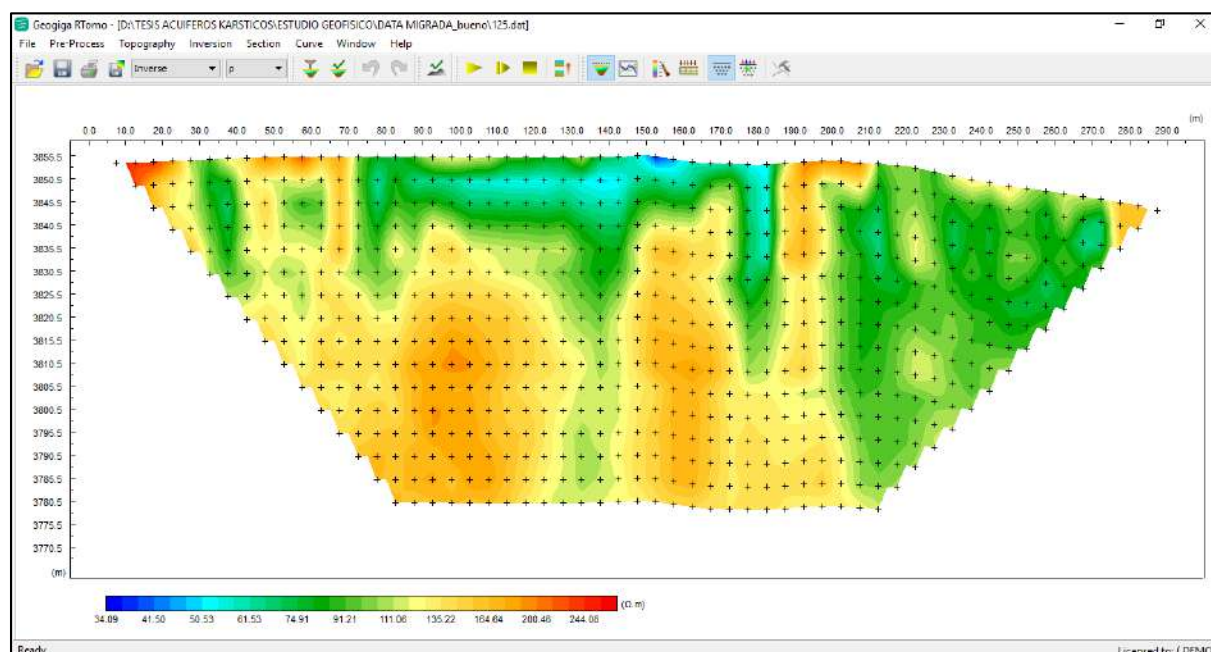 Geogiga RTomo - [D:\TESIS ACUIFEROS KARSTICOS\ESTUDIO GEOFISICO\DATA MIGRADA_bueno\125.dat]
File Pre-Process Topography Inversion Section Curve Window Help
Inverse ρ
0.0 10.0 20.0 30.0 40.0 50.0 60.0 70.0 80.0 90.0 100.0 110.0 120.0 130.0 140.0 150.0 160.0 170.0 180.0 190.0 200.0 210.0 220.0 230.0 240.0 250.0 260.0 270.0 280.0 290.0 (m)
3855.5
3850.5
3845.5
3840.5
3835.5
3830.5
3825.5
3820.5
3815.5
3810.5
3805.5
3800.5
3795.5
3790.5
3785.5
3780.5
3775.5
3770.5
(m)
(Ω.m)
34.09 41.50 50.53 61.53 74.91 91.21 111.06 135.22 164.64 200.46 244.08
Ready Licensed to: ( DEMO